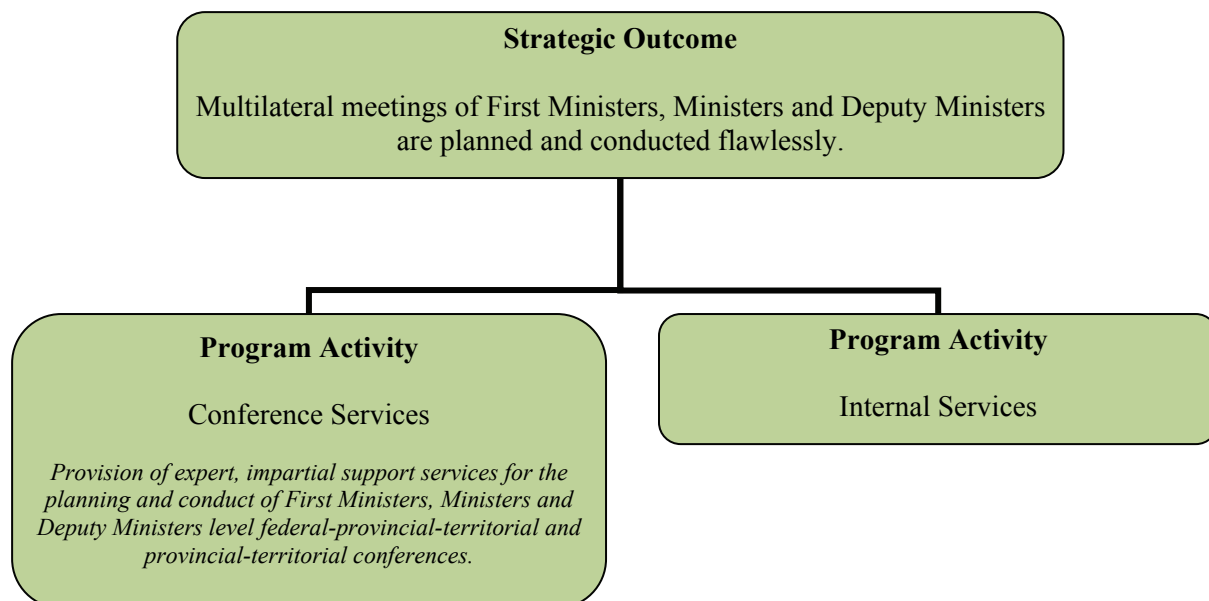 Strategic Outcome
Multilateral meetings of First Ministers, Ministers and Deputy Ministers
are planned and conducted flawlessly.
Program Activity
Conference Services
Provision of expert, impartial support services for the
planning and conduct of First Ministers, Ministers and
Deputy Ministers level federal-provincial-territorial and
provincial-territorial conferences.
Program Activity
Internal Services